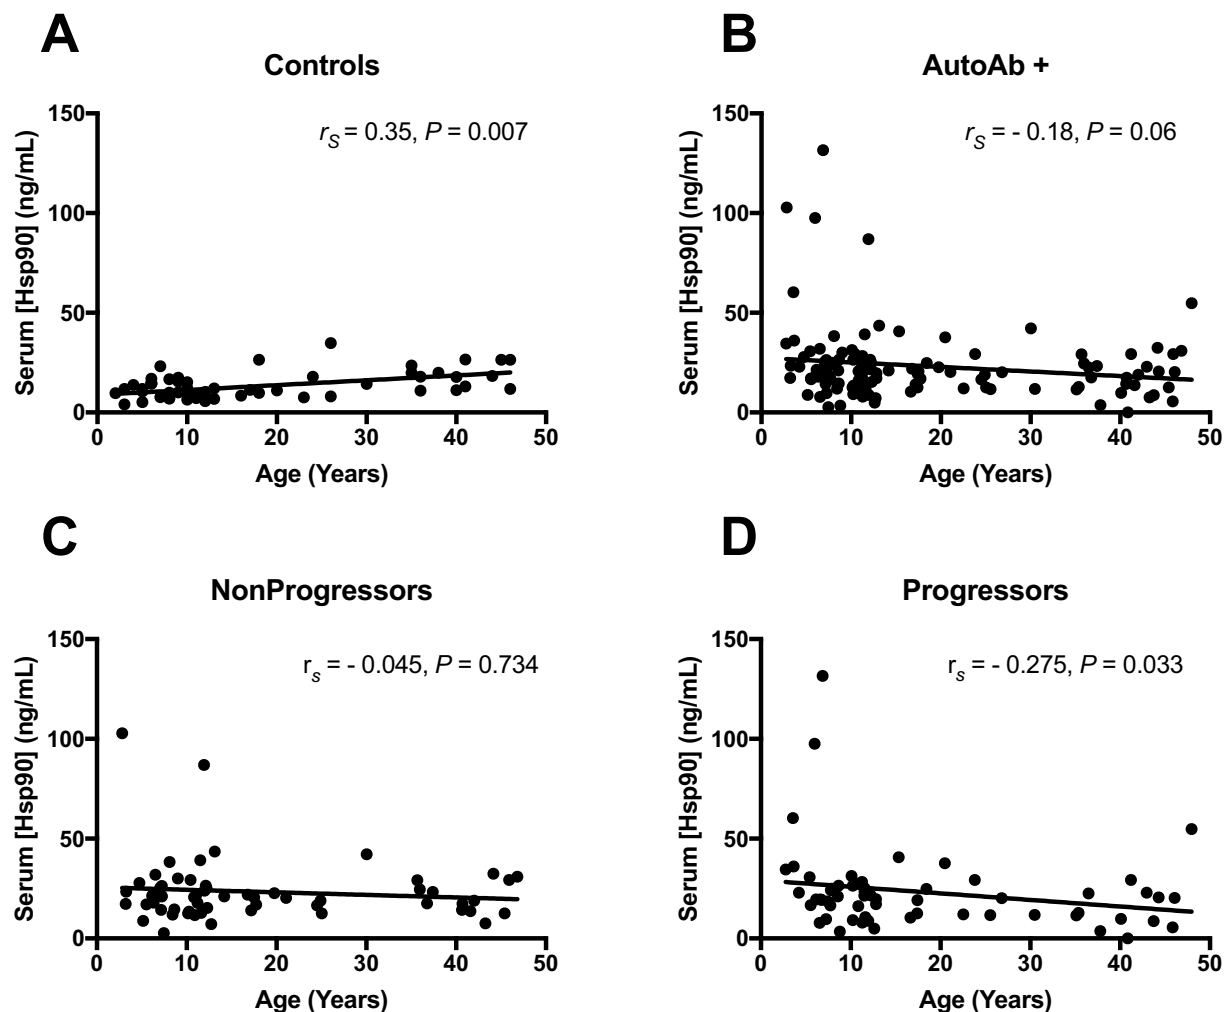 A
Controls
r_S = 0.35, P = 0.007
Serum [Hsp90] (ng/mL)
150
100
50
0
0 10 20 30 40 50
Age (Years)
B
AutoAb +
r_S = - 0.18, P = 0.06
Serum [Hsp90] (ng/mL)
150
100
50
0
0 10 20 30 40 50
Age (Years)
C
NonProgressors
r_s = - 0.045, P = 0.734
Serum [Hsp90] (ng/mL)
150
100
50
0
0 10 20 30 40 50
Age (Years)
D
Progressors
r_s = - 0.275, P = 0.033
Serum [Hsp90] (ng/mL)
150
100
50
0
0 10 20 30 40 50
Age (Years)